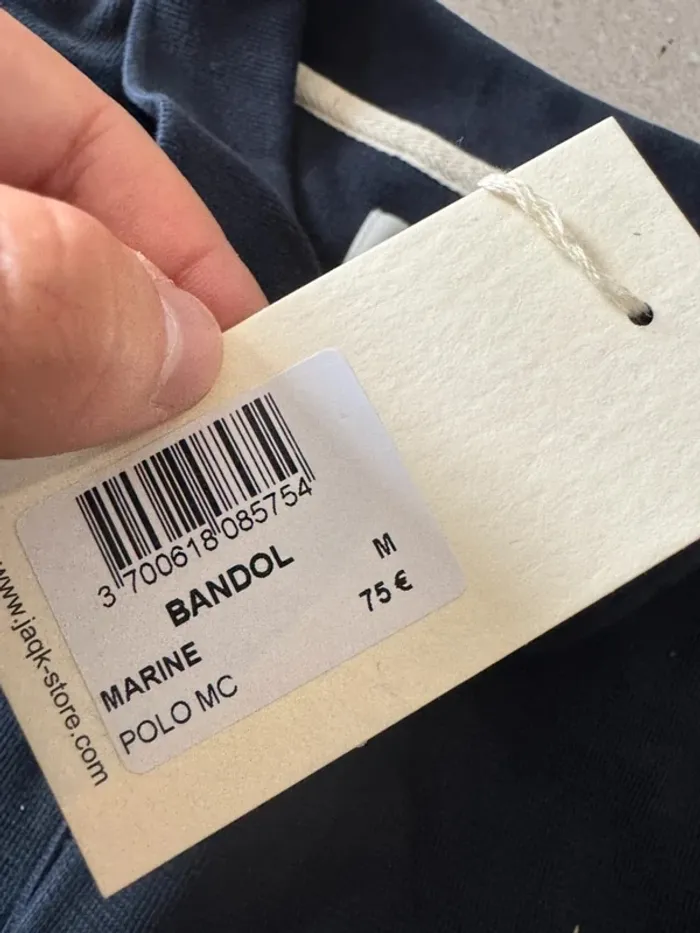 3 700618 085754
BANDOL
M
75 €
MARINE
POLO MC
www.jaqk-store.com